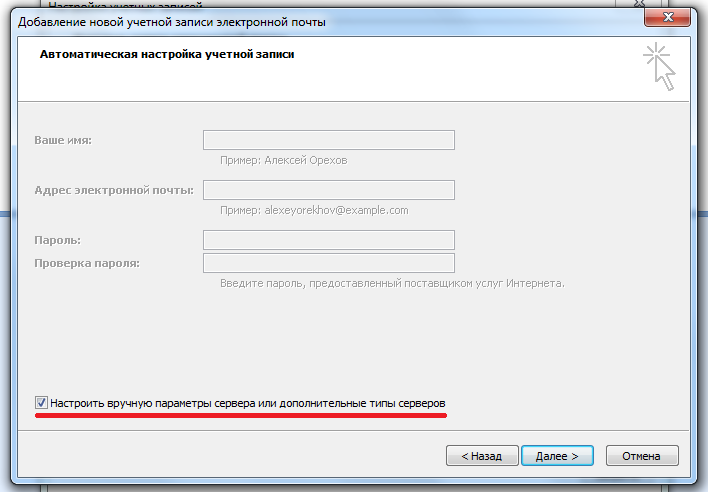 Настройка учетных записей
Добавление новой учетной записи электронной почты
Автоматическая настройка учетной записи
Ваше имя:
Пример: Алексей Орехов
Адрес электронной почты:
Пример: alexeyorekhov@example.com
Пароль:
Проверка пароля:
Введите пароль, предоставленный поставщиком услуг Интернета.
Настроить вручную параметры сервера или дополнительные типы серверов
< Назад
Далее >
Отмена